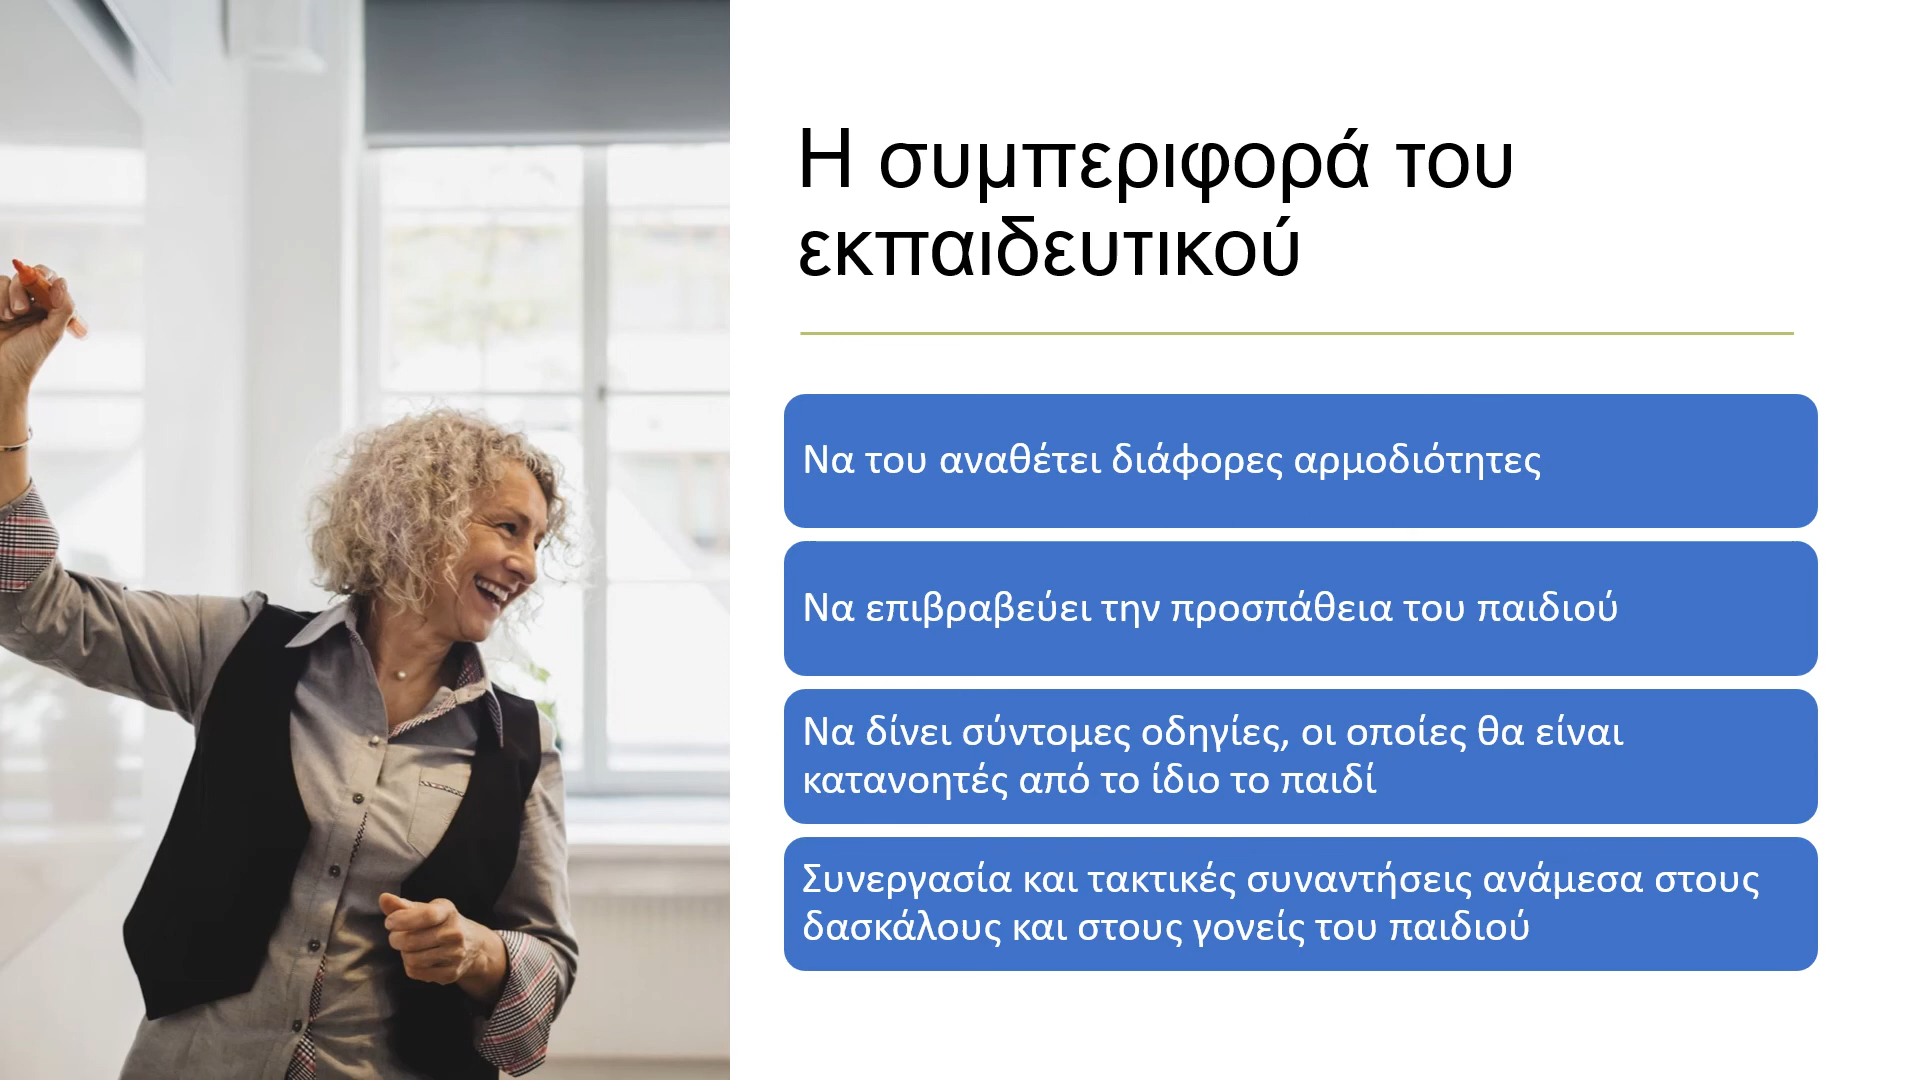 Η συμπεριφορά του
εκπαιδευτικού
Να του αναθέτει διάφορες αρμοδιότητες
Να επιβραβεύει την προσπάθεια του παιδιού
Να δίνει σύντομες οδηγίες, οι οποίες θα είναι
κατανοητές από το ίδιο το παιδί
Συνεργασία και τακτικές συναντήσεις ανάμεσα στους
δασκάλους και στους γονείς του παιδιού